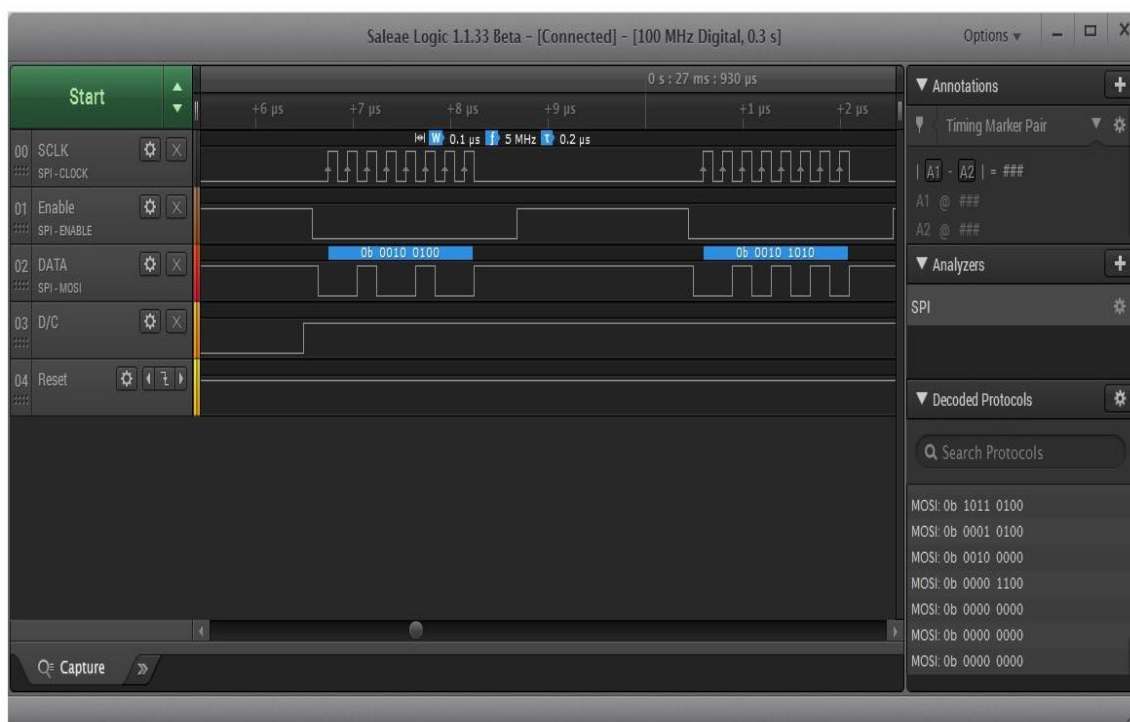 Saleae Logic 1.1.33 Beta - [Connected] - [100 MHz Digital, 0.3 s]
Options
Start
0 s : 27 ms : 930 µs
+6 µs +7 µs +8 µs +9 µs +1 µs +2 µs
W 0.1 µs f 5 MHz T 0.2 µs
00 SCLK
SPI - CLOCK
01 Enable
SPI - ENABLE
02 DATA
SPI - MOSI
0b 0010 0100
0b 0010 1010
03 D/C
04 Reset
Capture
Annotations
Timing Marker Pair
| A1 - A2 | = ###
A1 @ ###
A2 @ ###
Analyzers
SPI
Decoded Protocols
Search Protocols
MOSI: 0b 1011 0100
MOSI: 0b 0001 0100
MOSI: 0b 0010 0000
MOSI: 0b 0000 1100
MOSI: 0b 0000 0000
MOSI: 0b 0000 0000
MOSI: 0b 0000 0000